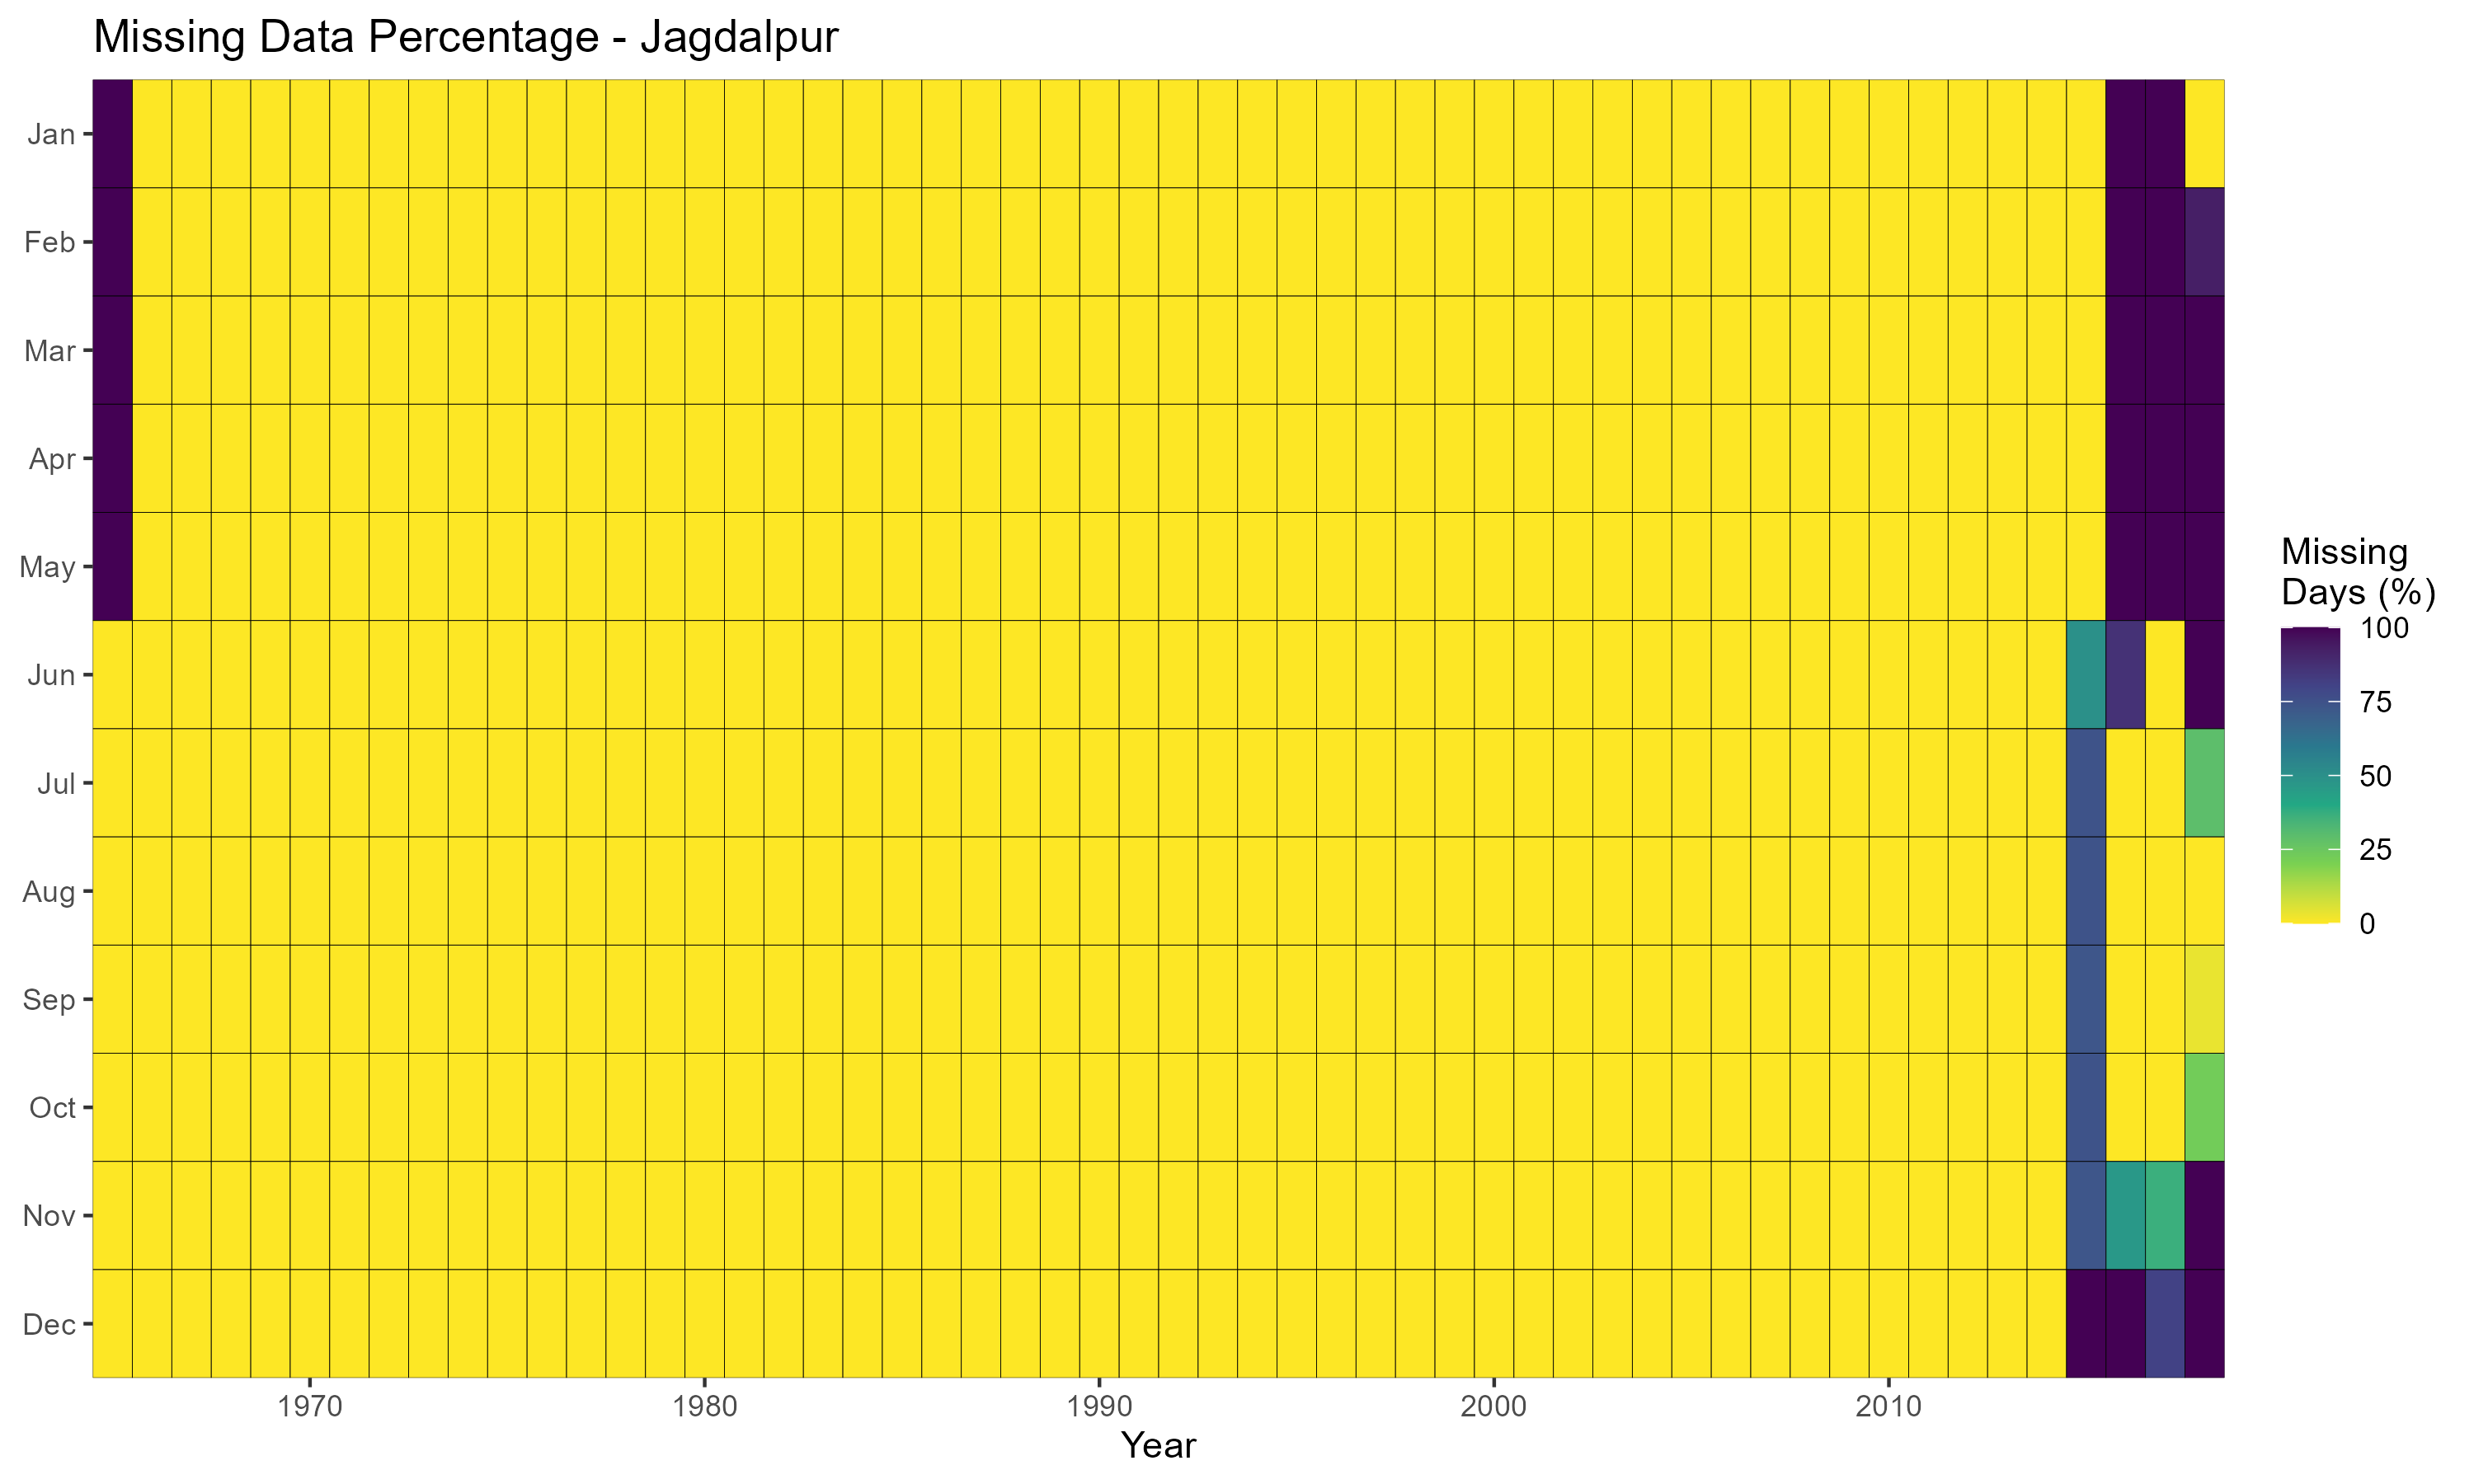 Missing Data Percentage - Jagdalpur
Jan
Feb
Mar
Apr
May
Jun
Jul
Aug
Sep
Oct
Nov
Dec
1970 1980 1990 2000 2010
Year
Missing
Days (%)
100
75
50
25
0